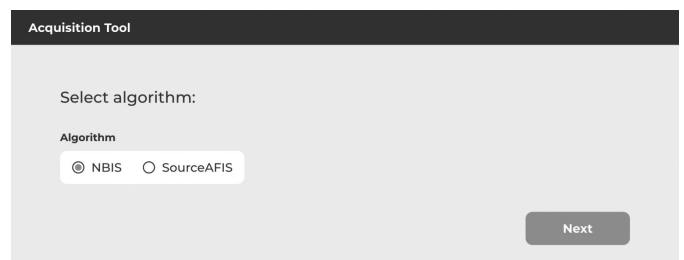 Acquisition Tool
Select algorithm:
Algorithm
NBIS SourceAFIS
Next